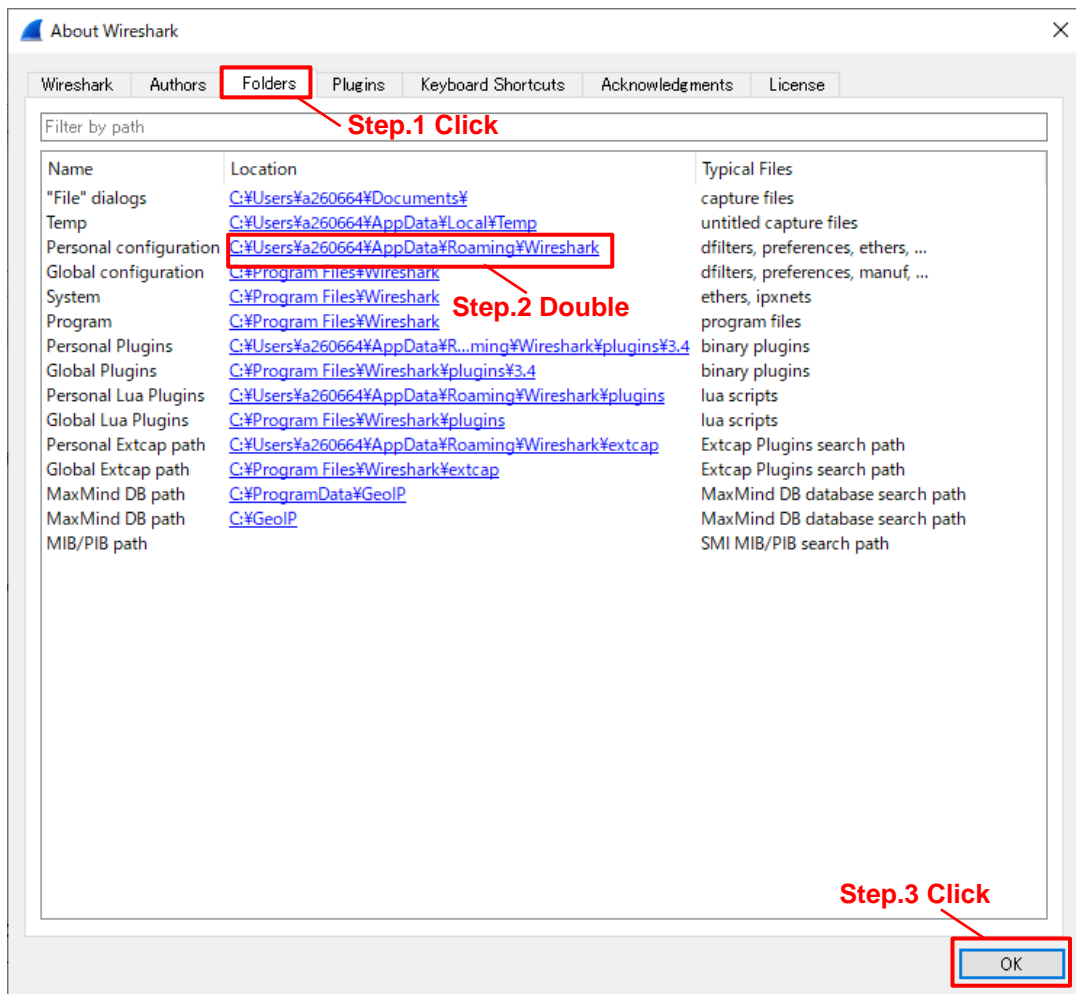 About Wireshark
Wireshark Authors Folders Plugins Keyboard Shortcuts Acknowledgments License
Step.1 Click
Filter by path
Name Location Typical Files
"File" dialogs C:¥Users¥a260664¥Documents¥ capture files
Temp C:¥Users¥a260664¥AppData¥Local¥Temp untitled capture files
Personal configuration C:¥Users¥a260664¥AppData¥Roaming¥Wireshark dfilters, preferences, ethers, ...
Global configuration C:¥Program Files¥Wireshark dfilters, preferences, manuf, ...
System C:¥Program Files¥Wireshark ethers, ipxnets
Step.2 Double
Program C:¥Program Files¥Wireshark program files
Personal Plugins C:¥Users¥a260664¥AppData¥R...ming¥Wireshark¥plugins¥3.4 binary plugins
Global Plugins C:¥Program Files¥Wireshark¥plugins¥3.4 binary plugins
Personal Lua Plugins C:¥Users¥a260664¥AppData¥Roaming¥Wireshark¥plugins lua scripts
Global Lua Plugins C:¥Program Files¥Wireshark¥plugins lua scripts
Personal Extcap path C:¥Users¥a260664¥AppData¥Roaming¥Wireshark¥extcap Extcap Plugins search path
Global Extcap path C:¥Program Files¥Wireshark¥extcap Extcap Plugins search path
MaxMind DB path C:¥ProgramData¥GeoIP MaxMind DB database search path
MaxMind DB path C:¥GeoIP MaxMind DB database search path
MIB/PIB path SMI MIB/PIB search path
Step.3 Click
OK